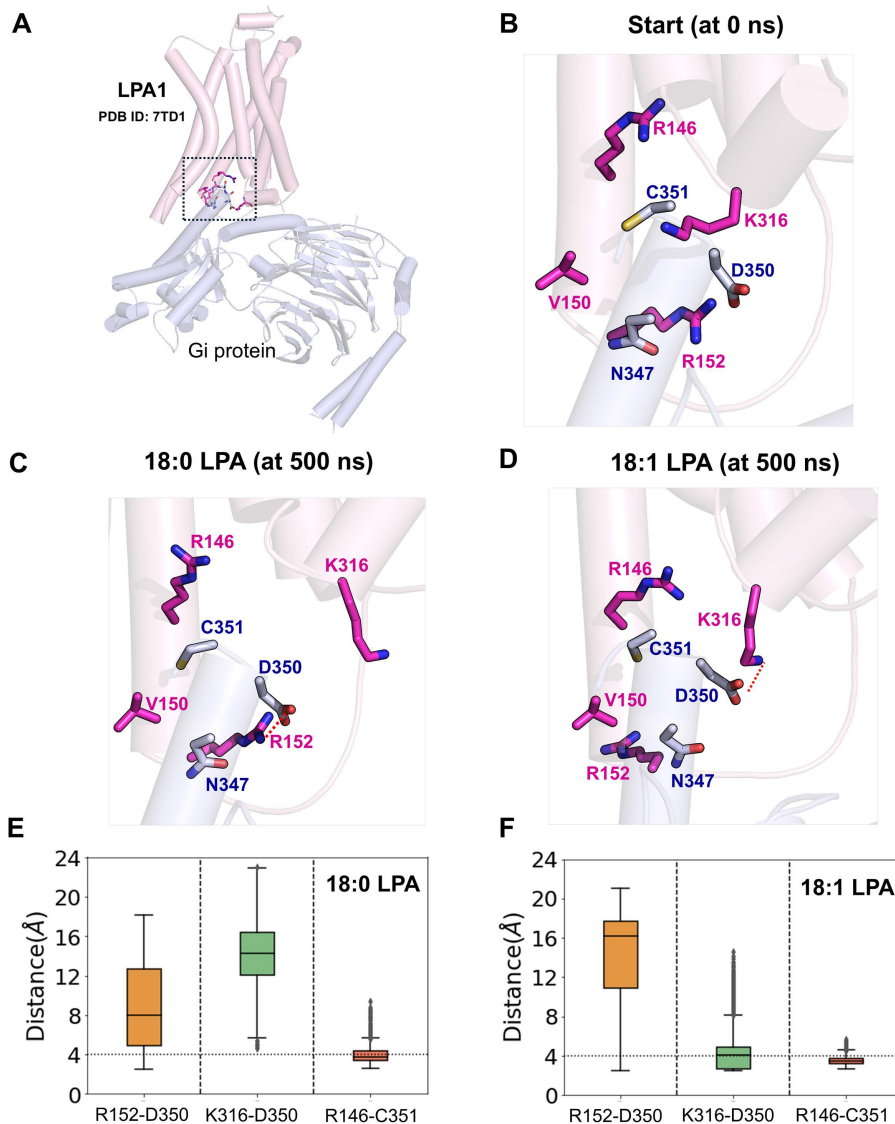 A
LPA1
PDB ID: 7TD1
Gi protein
B
Start (at 0 ns)
R146
C351
K316
D350
V150
R152
N347
C
18:0 LPA (at 500 ns)
R146
K316
C351
D350
V150
R152
N347
D
18:1 LPA (at 500 ns)
R146
K316
C351
D350
V150
R152
N347
E
18:0 LPA
Distance(Å)
24
20
16
12
8
4
0
R152-D350 K316-D350 R146-C351
F
18:1 LPA
Distance(Å)
24
20
16
12
8
4
0
R152-D350 K316-D350 R146-C351